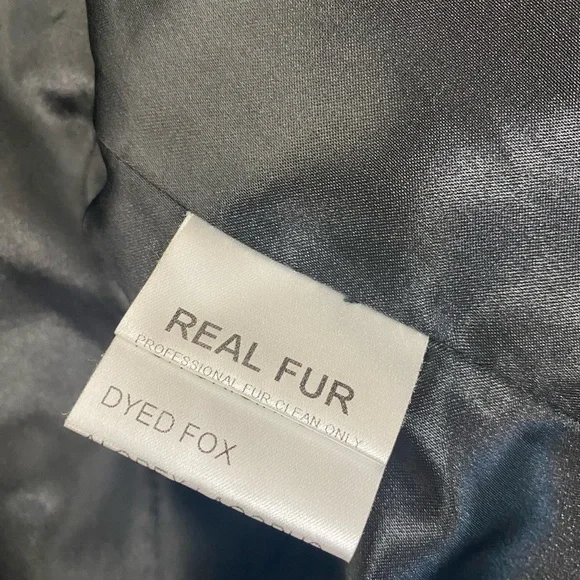 REAL FUR
PROFESSIONAL FUR CLEAN ONLY
DYED FOX